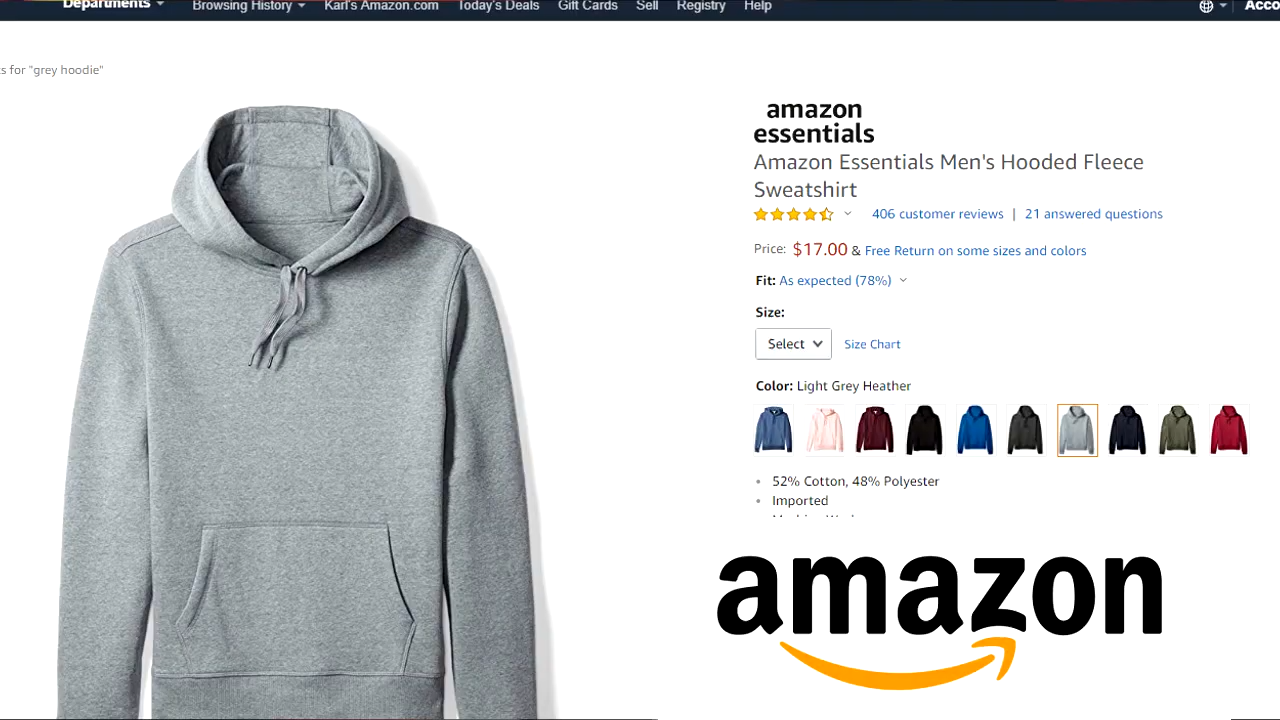 Departments Browsing History Karl's Amazon.com Today's Deals Gift Cards Sell Registry Help
s for "grey hoodie"
amazon
essentials
Amazon Essentials Men's Hooded Fleece
Sweatshirt
406 customer reviews | 21 answered questions
Price: $17.00 & Free Return on some sizes and colors
Fit: As expected (78%)
Size:
Select Size Chart
Color: Light Grey Heather
• 52% Cotton, 48% Polyester
• Imported
amazon